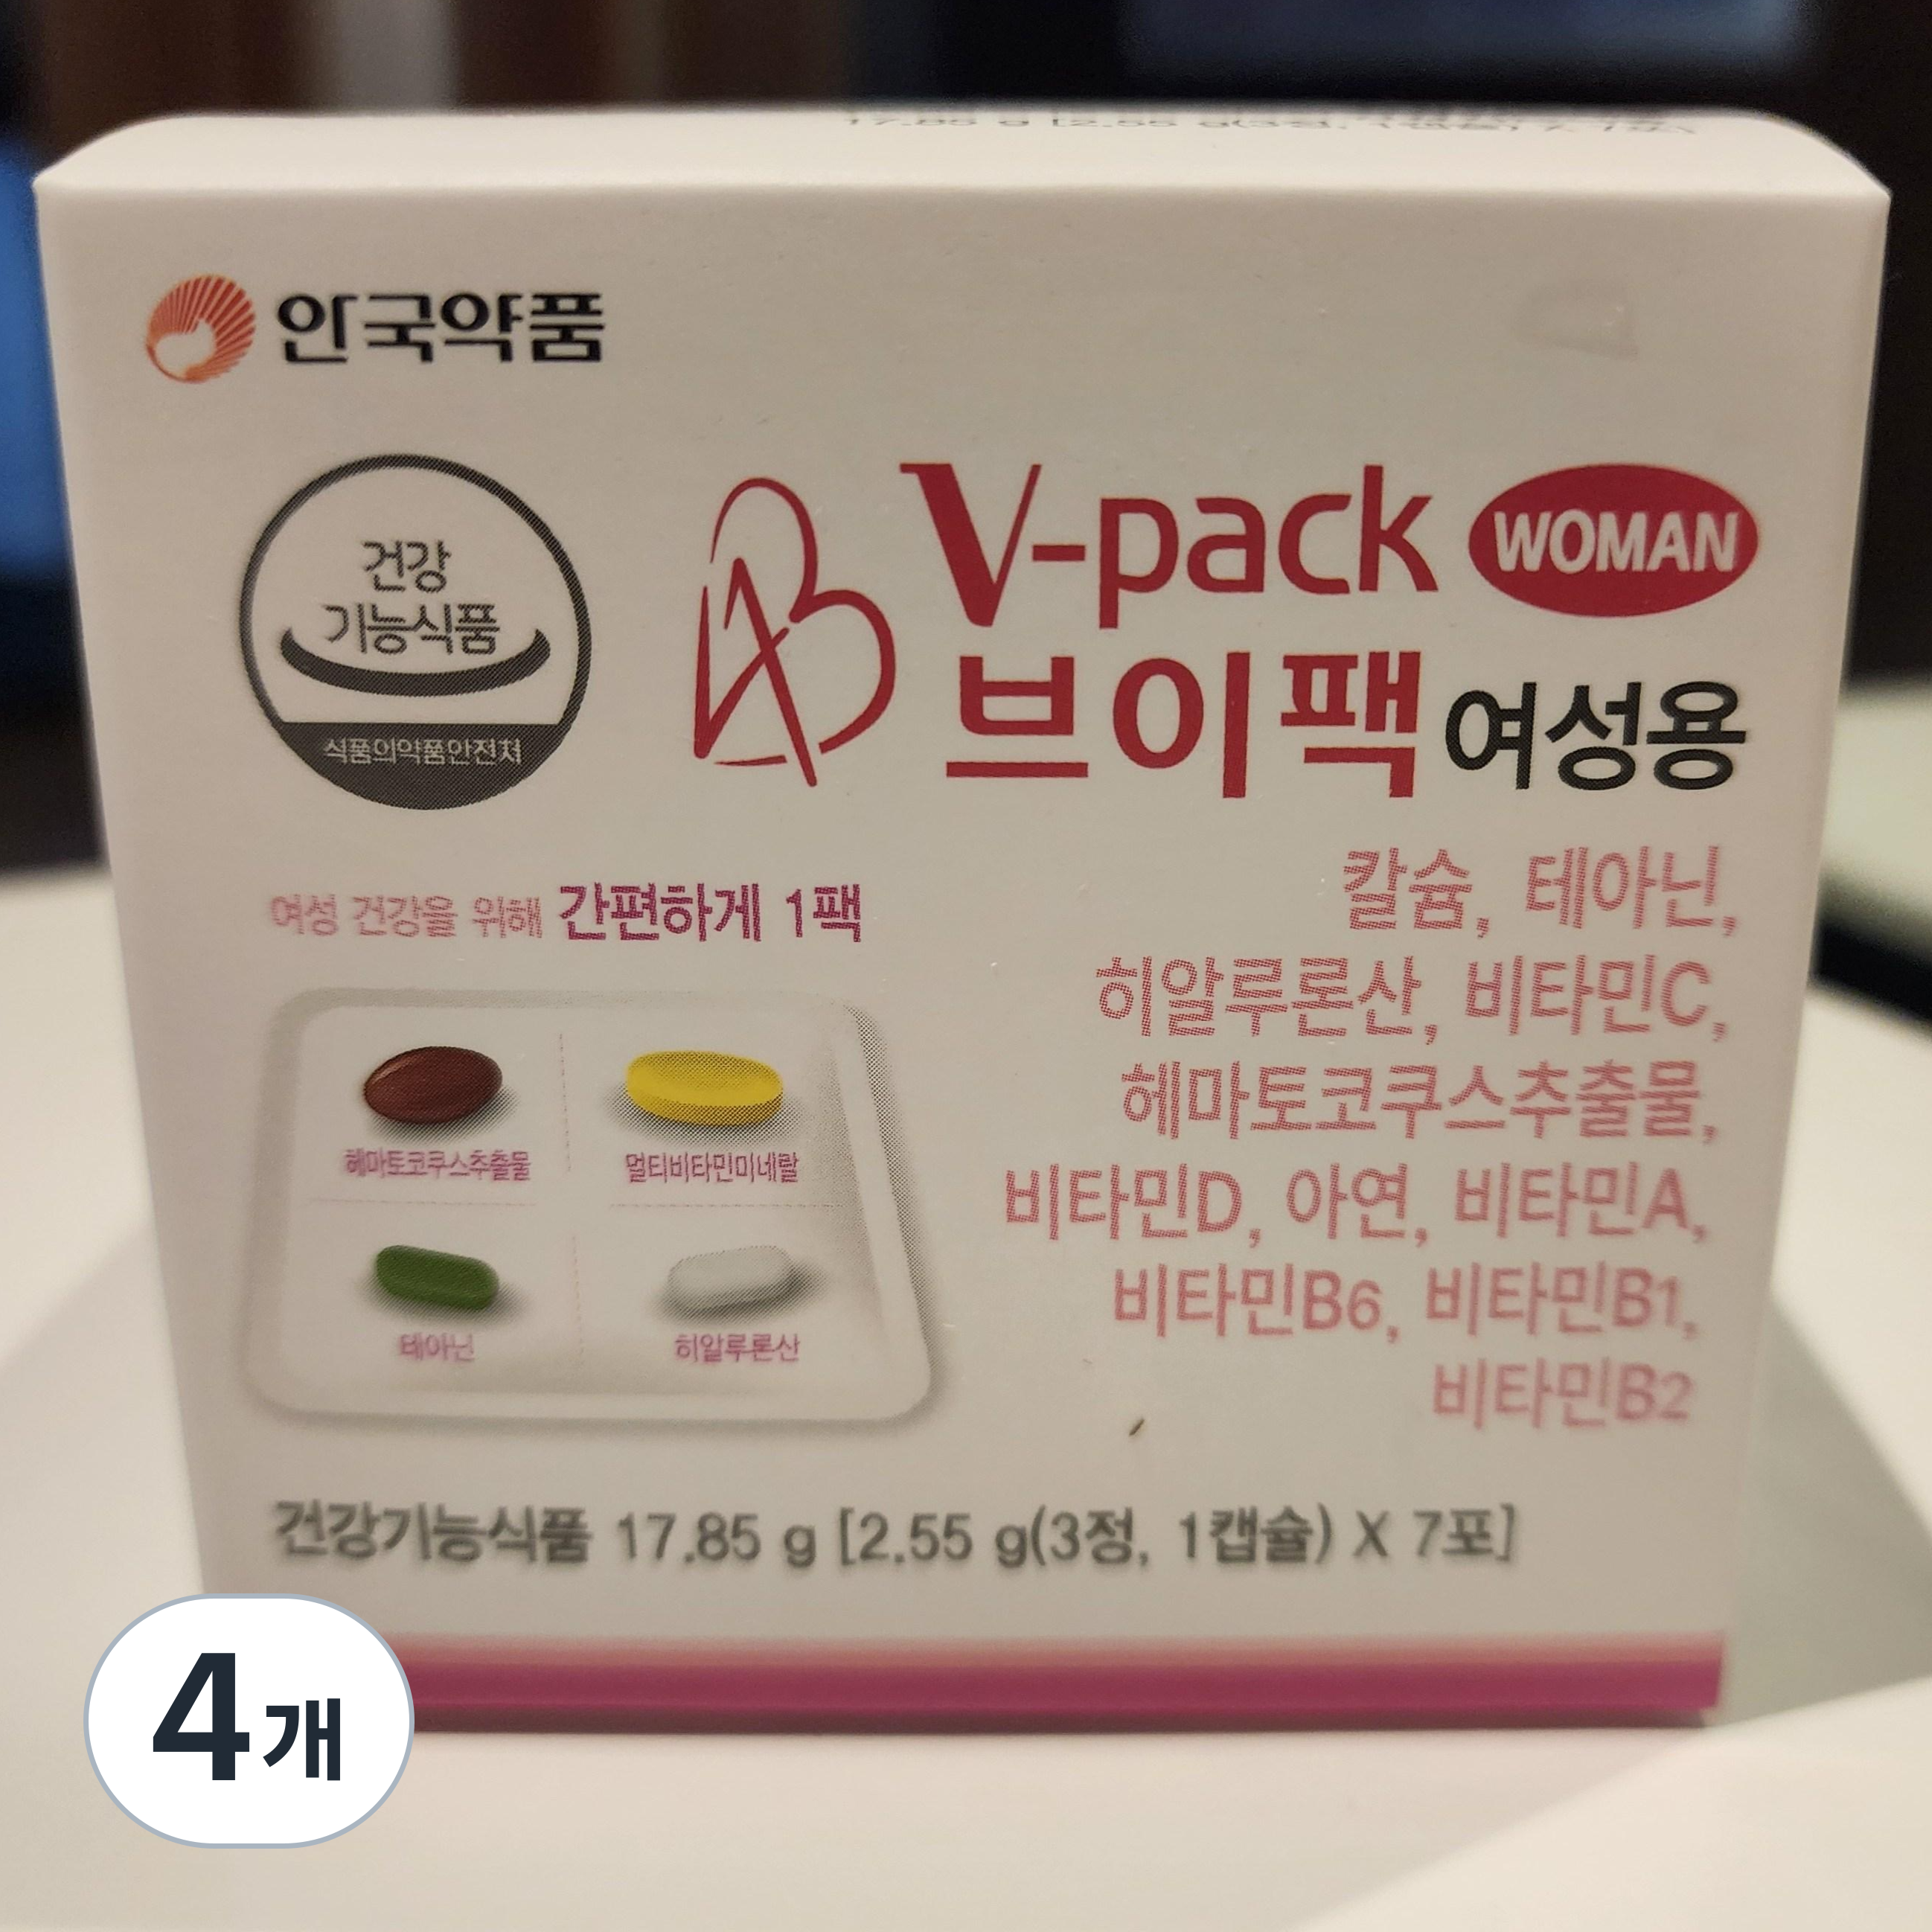 안국약품
건강
기능식품
식품의약품안전처
AB V-pack WOMAN
브이팩 여성용
여성 건강을 위해 간편하게 1팩
칼슘, 테아닌,
히알루론산, 비타민C,
헤마토코쿠스추출물,
비타민D, 아연, 비타민A,
비타민B6, 비타민B1,
비타민B2
헤마토코쿠스추출물
멀티비타민미네랄
테아닌
히알루론산
건강기능식품 17.85 g [2.55 g(3정, 1캡슐) X 7포]
4개